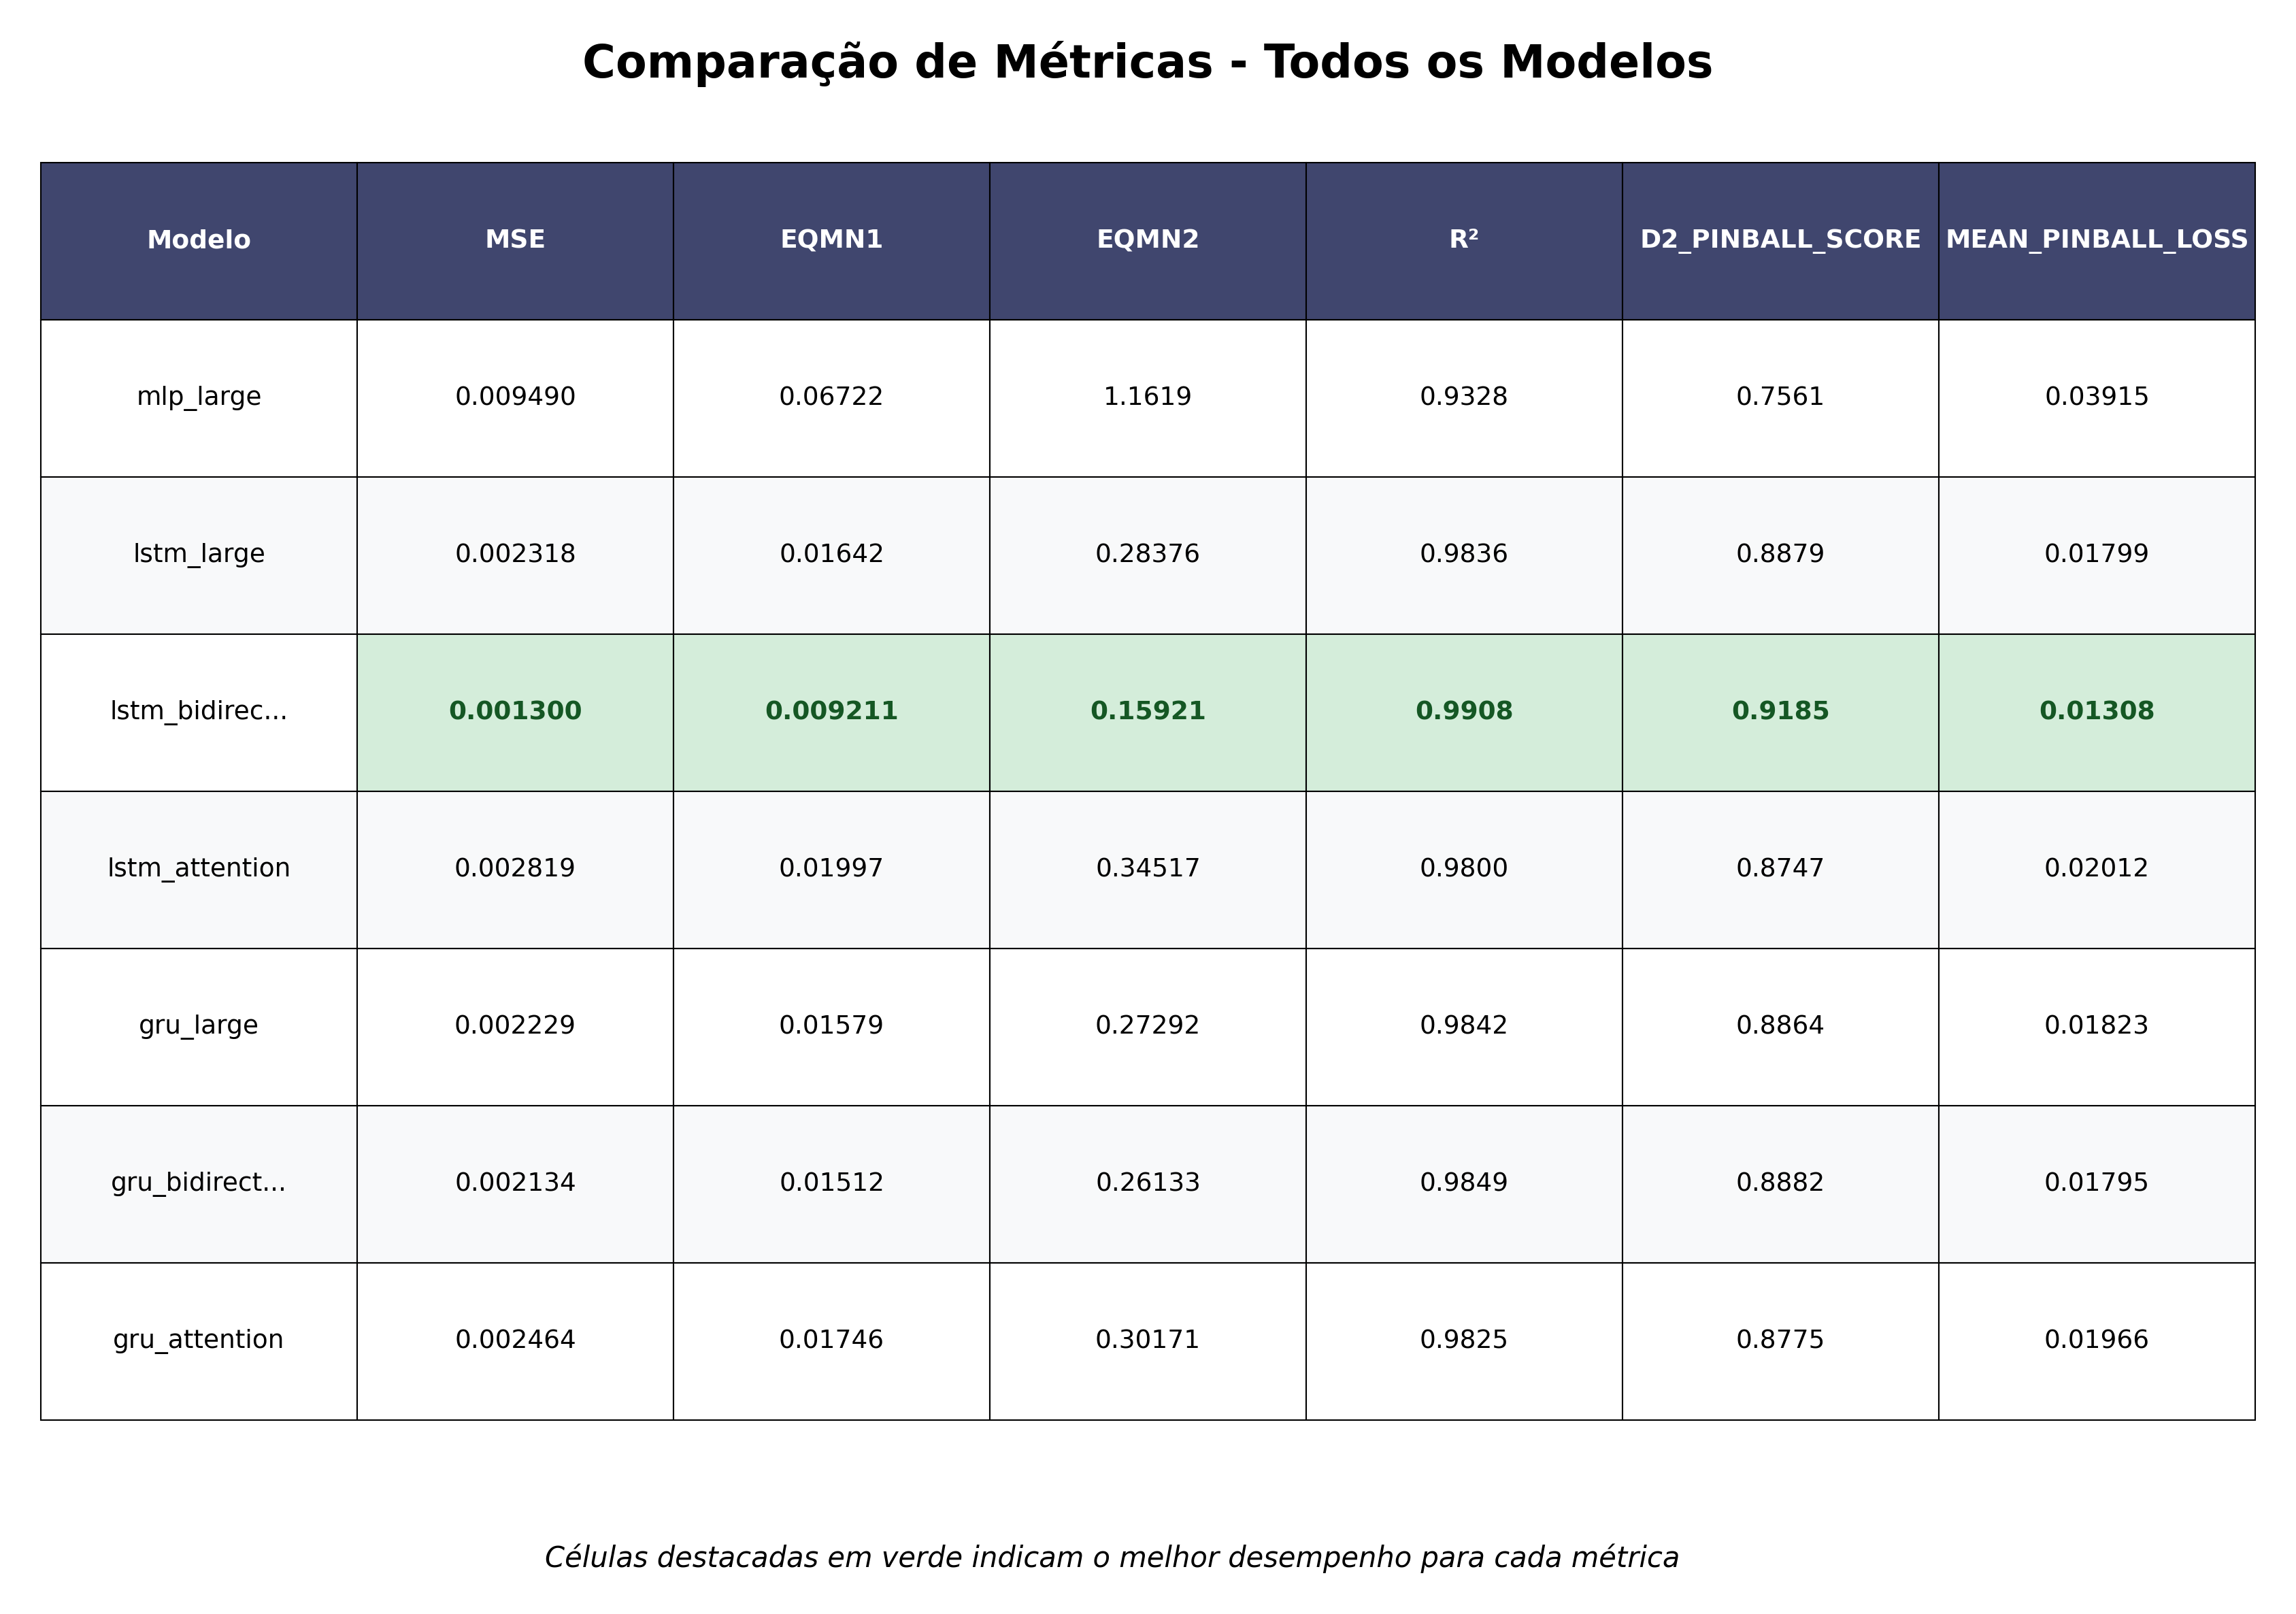 Comparação de Métricas - Todos os Modelos
Modelo MSE EQMN1 EQMN2 R² D2_PINBALL_SCORE MEAN_PINBALL_LOSS
mlp_large 0.009490 0.06722 1.1619 0.9328 0.7561 0.03915
lstm_large 0.002318 0.01642 0.28376 0.9836 0.8879 0.01799
lstm_bidirec... 0.001300 0.009211 0.15921 0.9908 0.9185 0.01308
lstm_attention 0.002819 0.01997 0.34517 0.9800 0.8747 0.02012
gru_large 0.002229 0.01579 0.27292 0.9842 0.8864 0.01823
gru_bidirect... 0.002134 0.01512 0.26133 0.9849 0.8882 0.01795
gru_attention 0.002464 0.01746 0.30171 0.9825 0.8775 0.01966
Células destacadas em verde indicam o melhor desempenho para cada métrica